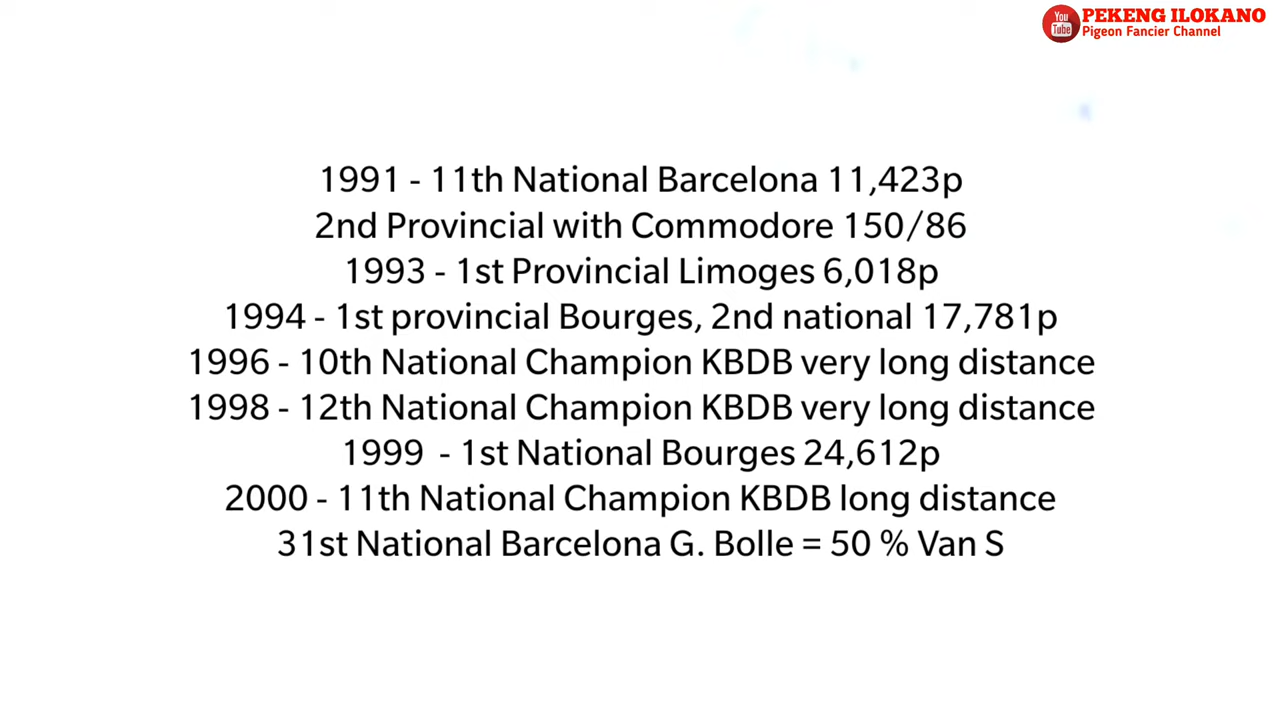 You
Tube
PEKENG ILOKANO
Pigeon Fancier Channel
1991 - 11th National Barcelona 11,423p
2nd Provincial with Commodore 150/86
1993 - 1st Provincial Limoges 6,018p
1994 - 1st provincial Bourges, 2nd national 17,781p
1996 - 10th National Champion KBDB very long distance
1998 - 12th National Champion KBDB very long distance
1999  - 1st National Bourges 24,612p
2000 - 11th National Champion KBDB long distance
31st National Barcelona G. Bolle = 50 % Van S